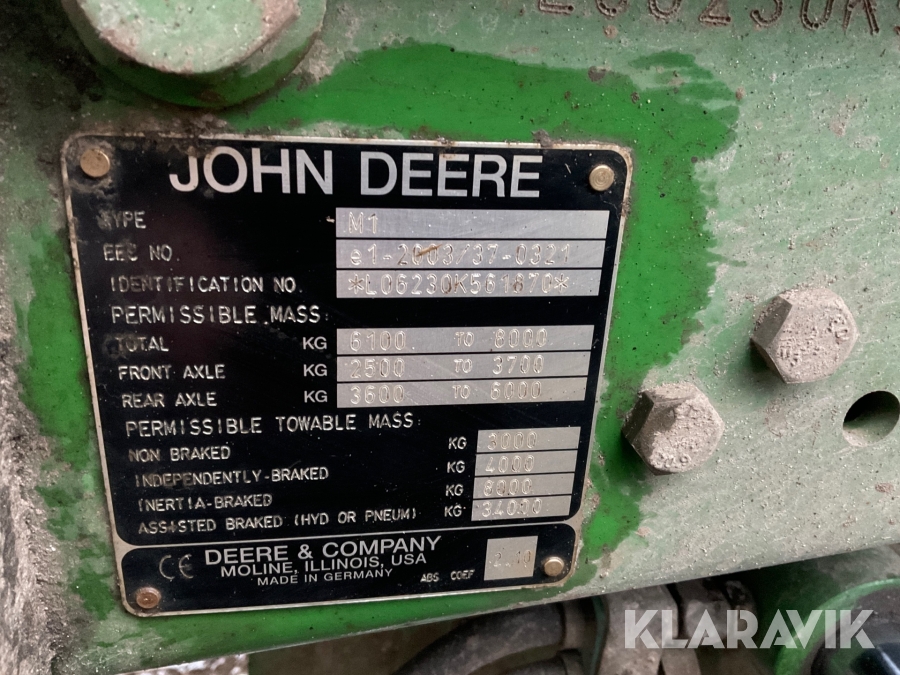 JOHN DEERE
TYPE M1
EEC NO. e1-2003/37-0321
IDENTIFICATION NO. *L06230K561870*
PERMISSIBLE MASS:
TOTAL KG 6100 TO 8000
FRONT AXLE KG 2500 TO 3700
REAR AXLE KG 3600 TO 6000
PERMISSIBLE TOWABLE MASS:
NON BRAKED KG 3000
INDEPENDENTLY-BRAKED KG 4000
INERTIA-BRAKED KG 8000
ASSISTED BRAKED (HYD OR PNEUM) KG 34000
CE DEERE & COMPANY
MOLINE, ILLINOIS, USA
MADE IN GERMANY ABS COEF
KLARAVIK